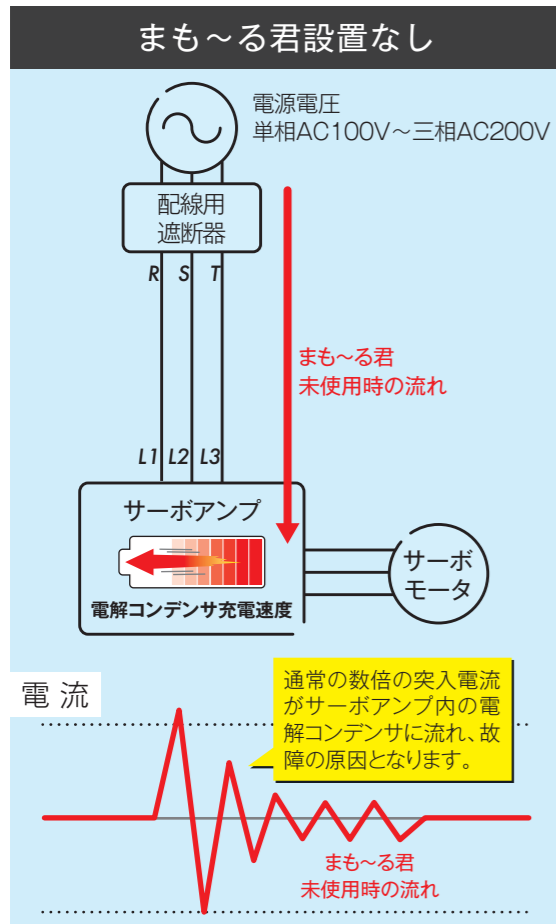 まも～る君設置なし
電源電圧
単相AC100V～三相AC200V
配線用
遮断器
R S T
まも～る君
未使用時の流れ
L1 L2 L3
サーボアンプ
電解コンデンサ充電速度
サーボ
モータ
電流
通常の数倍の突入電流
がサーボアンプ内の電
解コンデンサに流れ、故
障の原因となります。
まも～る君
未使用時の流れ